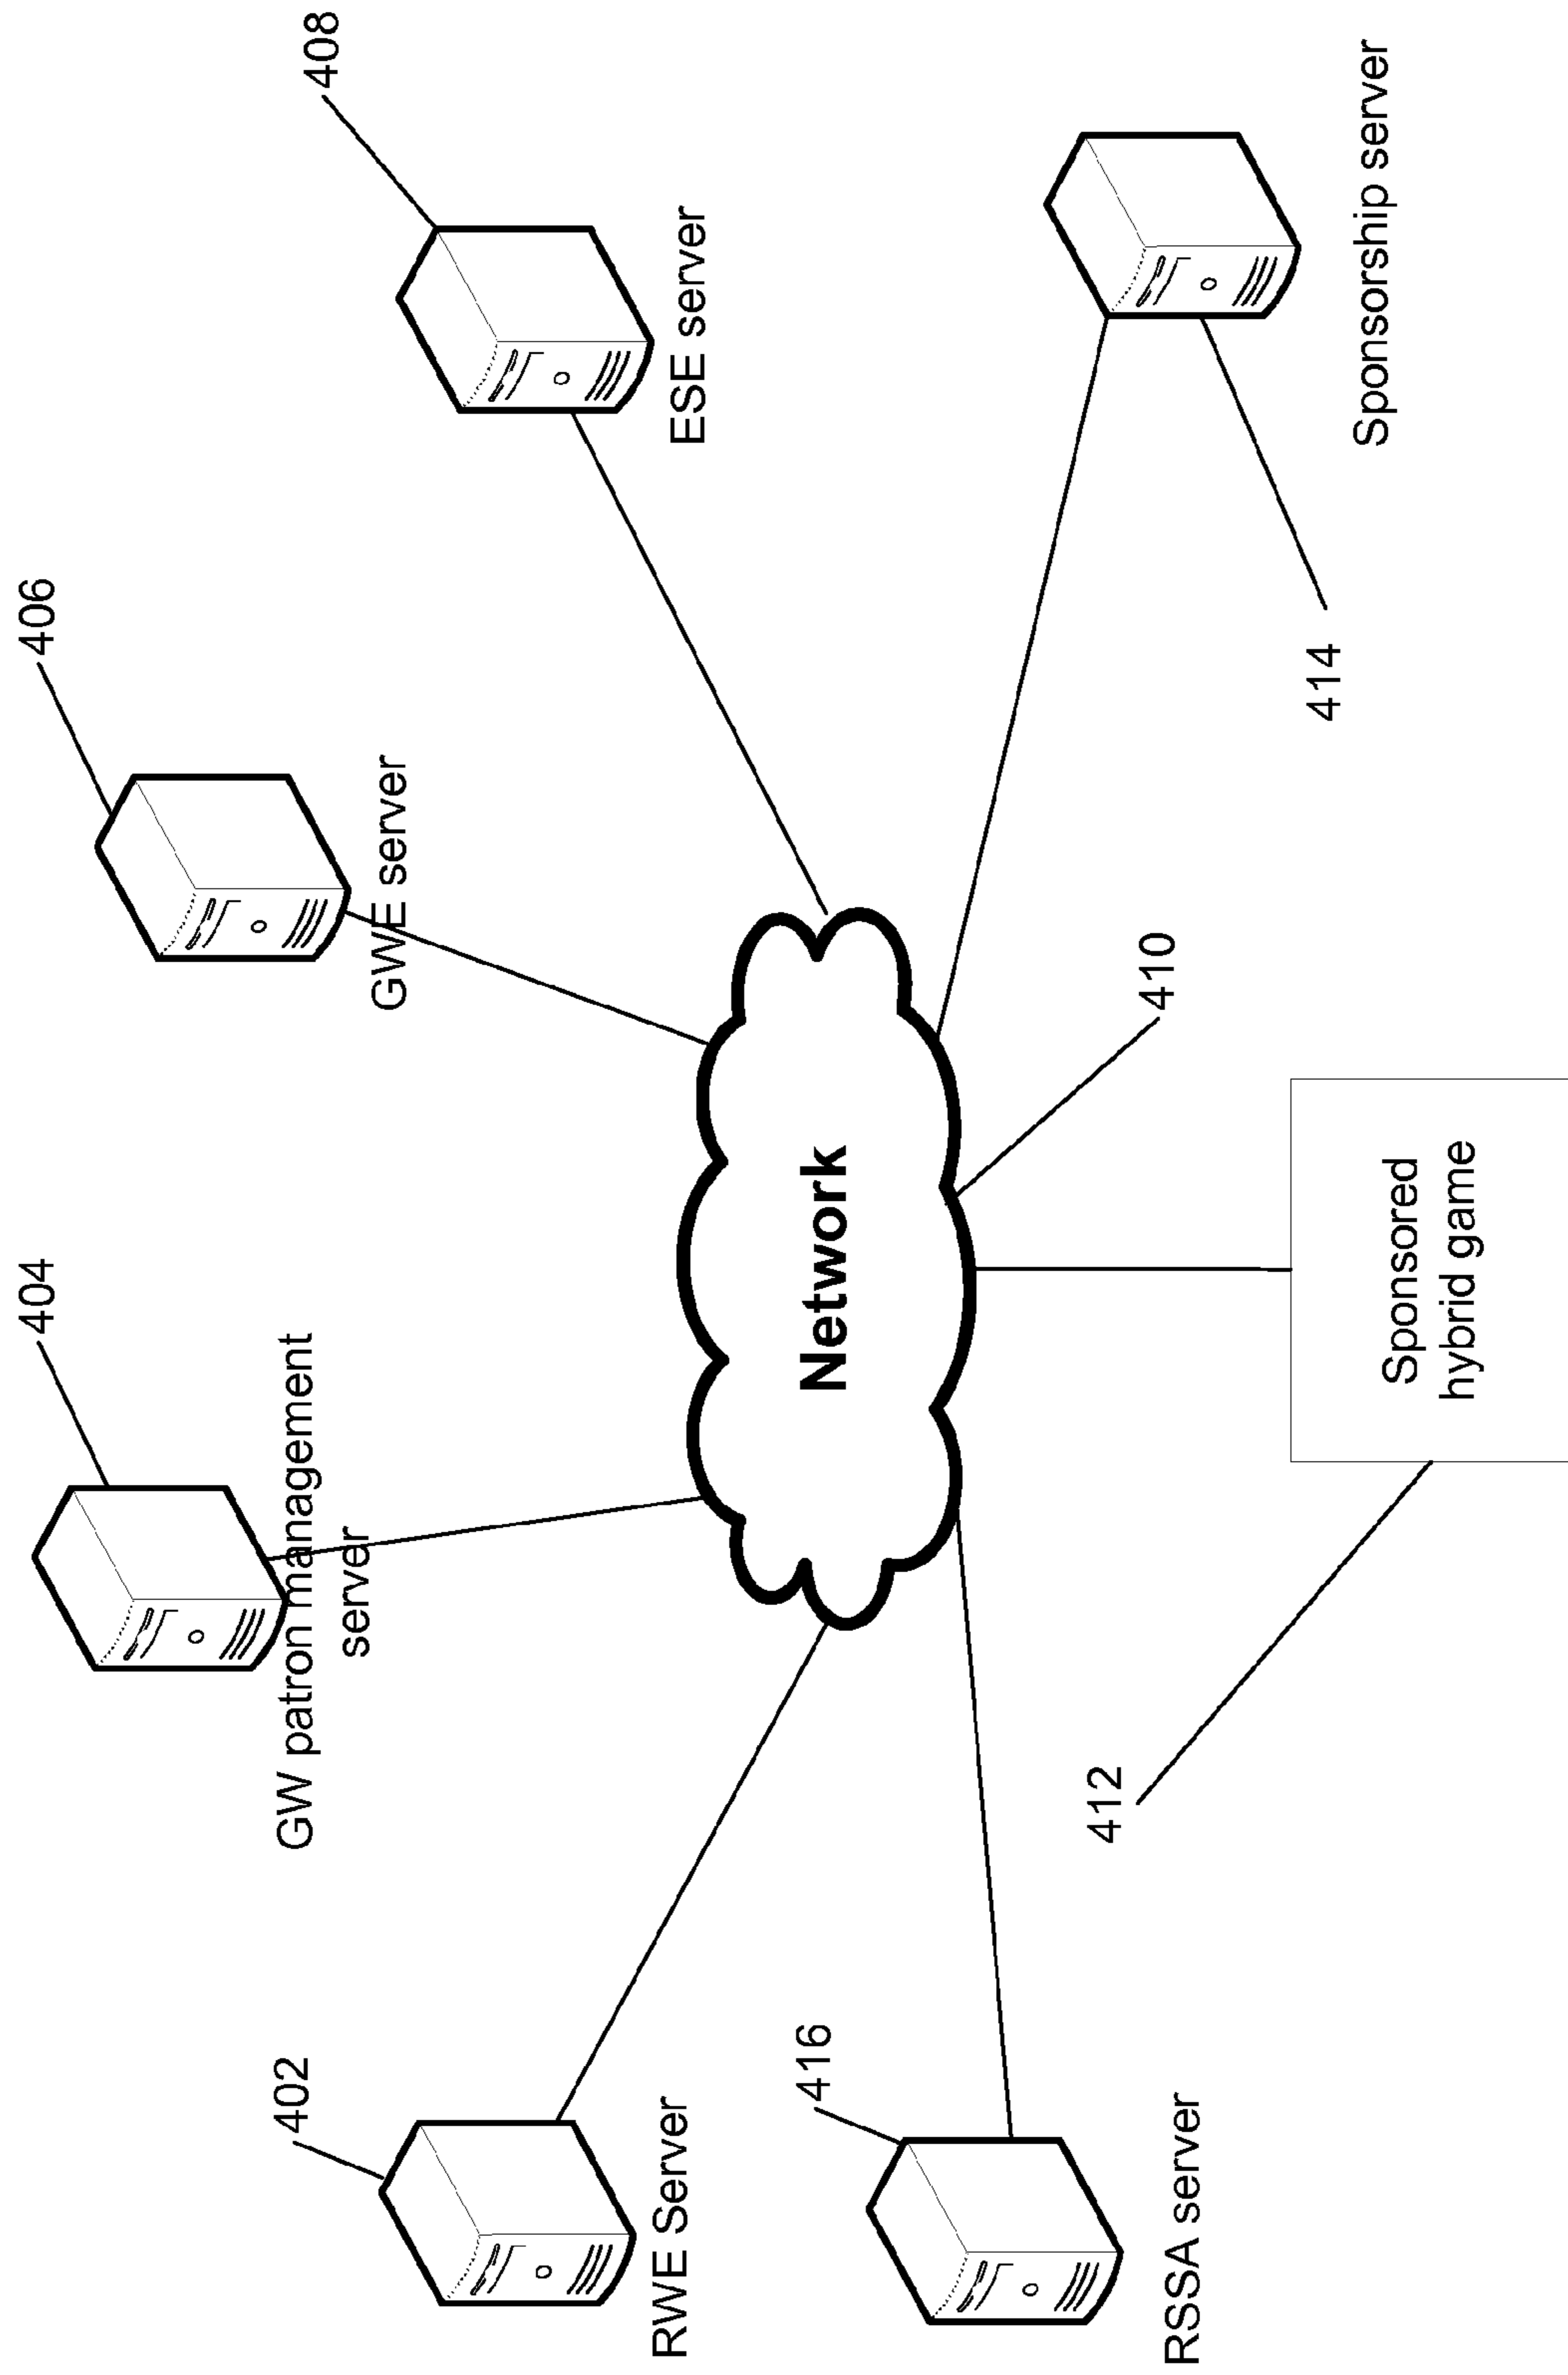 404
406
408
402
GW patron management
server
GWE server
ESE server
RWE Server
416
Network
RSSA server
412
410
414
Sponsored
hybrid game
Sponsorship server